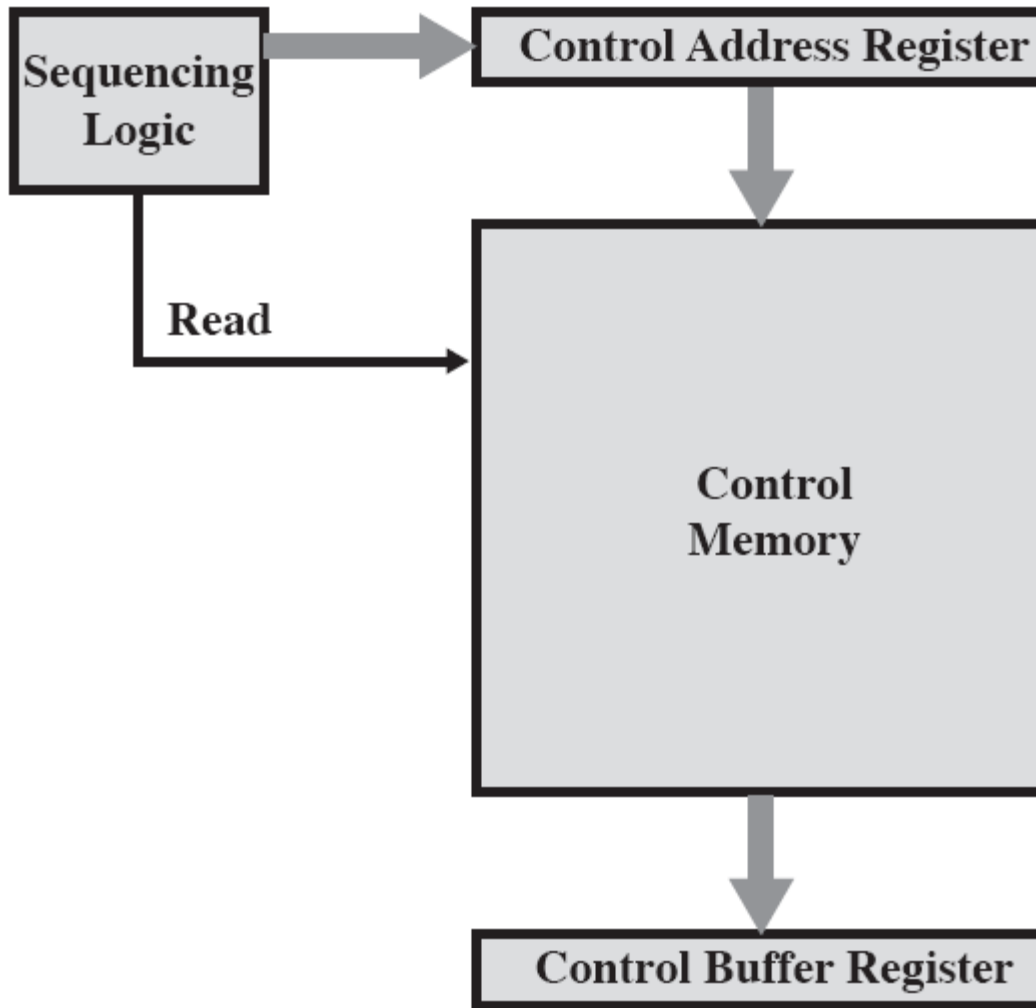 Sequencing
Logic
Control Address Register
Read
Control
Memory
Control Buffer Register